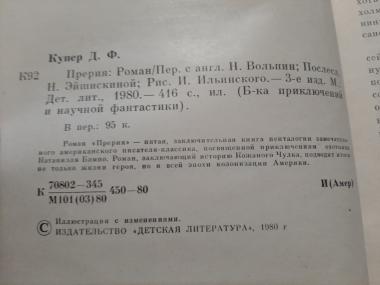 Купер Д. Ф.
К92 Прерия: Роман/Пер. с англ. Н. Вольпин; Послесл.
Н. Эйшискиной; Рис. И. Ильинского.— 3-е изд. М.:
Дет. лит., 1980.— 416 с., ил. (Б-ка приключений
и научной фантастики).
В пер.: 95 к.
Роман «Прерия» — пятая, заключительная книга пенталогии замечательного
американского писателя-классика, посвященной приключениям охотника
Натаниэля Бампо. Роман, заключающий историю Кожаного Чулка, подводит итоги
не только жизни героя, но и всей эпохи колонизации Америки.
К 70802—345 450—80
М101(03)80
И(Амер)
© Иллюстрации с изменениями.
ИЗДАТЕЛЬСТВО «ДЕТСКАЯ ЛИТЕРАТУРА», 1980 г